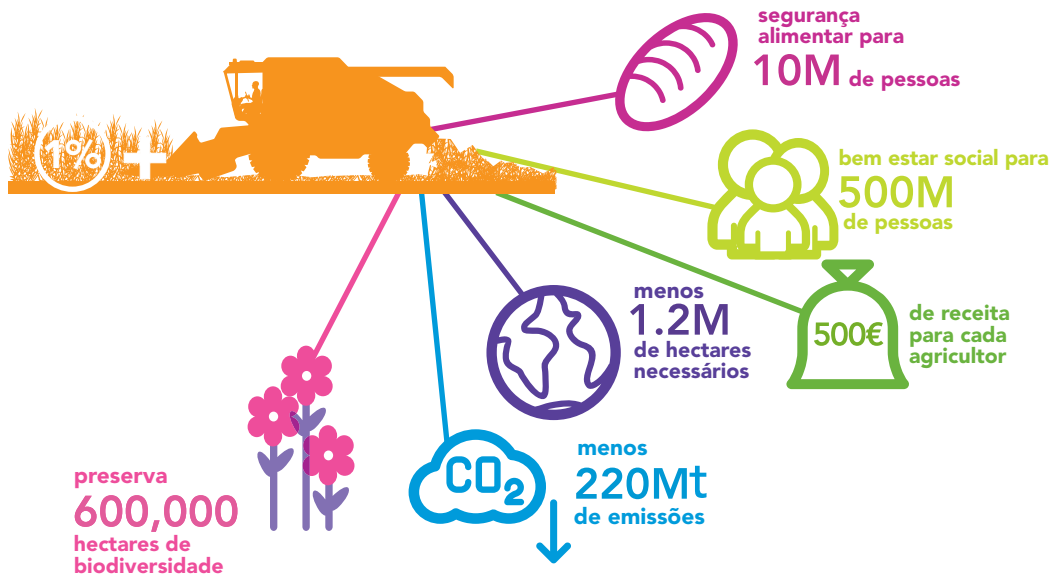 segurança
alimentar para
10M de pessoas
1% +
bem estar social para
500M
de pessoas
500€
de receita
para cada
agricultor
menos
1.2M
de hectares
necessários
CO₂
menos
220Mt
de emissões
preserva
600,000
hectares de
biodiversidade